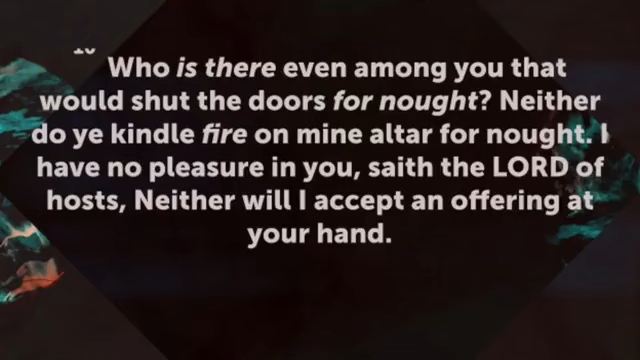 10
Who is there even among you that
would shut the doors for nought? Neither
do ye kindle fire on mine altar for nought. I
have no pleasure in you, saith the LORD of
hosts, Neither will I accept an offering at
your hand.